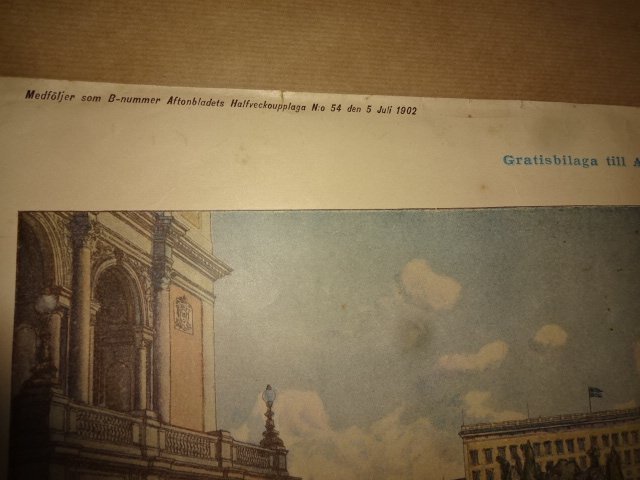 Medföljer som B-nummer Aftonbladets Halfveckoupplaga N:o 54 den 5 Juli 1902
Gratisbilaga till A